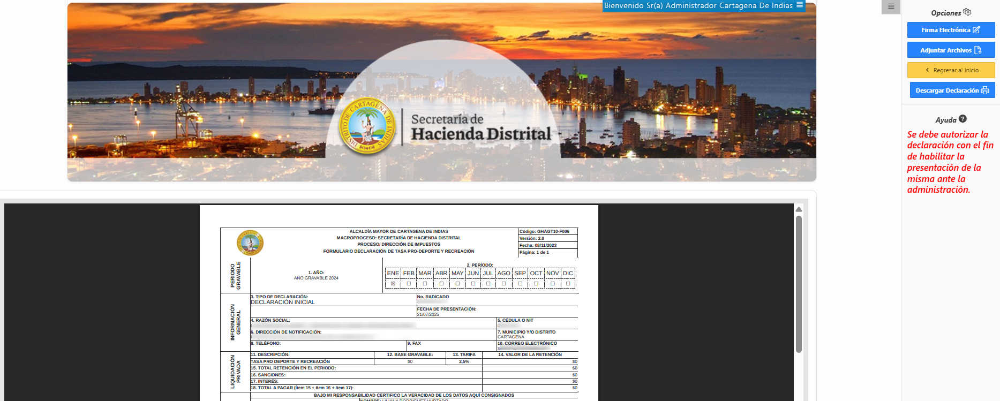 Bienvenido Sr(a) Administrador Cartagena De Indias
Secretaría de
Hacienda Distrital
DISTRITO DE CARTAGENA DE INDIAS
Opciones
Firma Electrónica
Adjuntar Archivos
Regresar al Inicio
Descargar Declaración
Ayuda
Se debe autorizar la
declaración con el fin
de habilitar la
presentación de la
misma ante la
administración.
ALCALDÍA MAYOR DE CARTAGENA DE INDIAS
MACROPROCESO: SECRETARÍA DE HACIENDA DISTRITAL
PROCESO/ DIRECCIÓN DE IMPUESTOS
FORMULARIO DECLARACIÓN DE TASA PRO-DEPORTE Y RECREACIÓN
Código: GHAGT10-F006
Versión: 2.0
Fecha: 08/11/2023
Página: 1 de 1
PERIODO
GRAVABLE
1. AÑO:
AÑO GRAVABLE 2024
2. PERÍODO:
ENE FEB MAR ABR MAY JUN JUL AGO SEP OCT NOV DIC
☒ ☐ ☐ ☐ ☐ ☐ ☐ ☐ ☐ ☐ ☐ ☐
INFORMACIÓN
GENERAL
3. TIPO DE DECLARACIÓN:
DECLARACIÓN INICIAL
No. RADICADO
FECHA DE PRESENTACIÓN:
21/07/2025
4. RAZÓN SOCIAL:
5. CÉDULA O NIT
6. DIRECCIÓN DE NOTIFICACIÓN:
7. MUNICIPIO Y/O DISTRITO
CARTAGENA
8. TELÉFONO:
9. FAX
10. CORREO ELECTRÓNICO
LIQUIDACIÓN
PRIVADA
11. DESCRIPCIÓN: 12. BASE GRAVABLE: 13. TARIFA 14. VALOR DE LA RETENCIÓN
TASA PRO DEPORTE Y RECREACIÓN $0 2,5% $0
15. TOTAL RETENCIÓN EN EL PERIODO: $0
16. SANCIONES: $0
17. INTERÉS: $0
18. TOTAL A PAGAR (Ítem 15 + ítem 16 + ítem 17): $0
BAJO MI RESPONSABILIDAD CERTIFICO LA VERACIDAD DE LOS DATOS AQUÍ CONSIGNADOS
NOMBRE: LILIANA RODRIGUEZ HURTADO